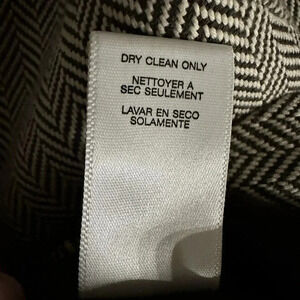 DRY CLEAN ONLY
NETTOYER A
SEC SEULEMENT
LAVAR EN SECO
SOLAMENTE